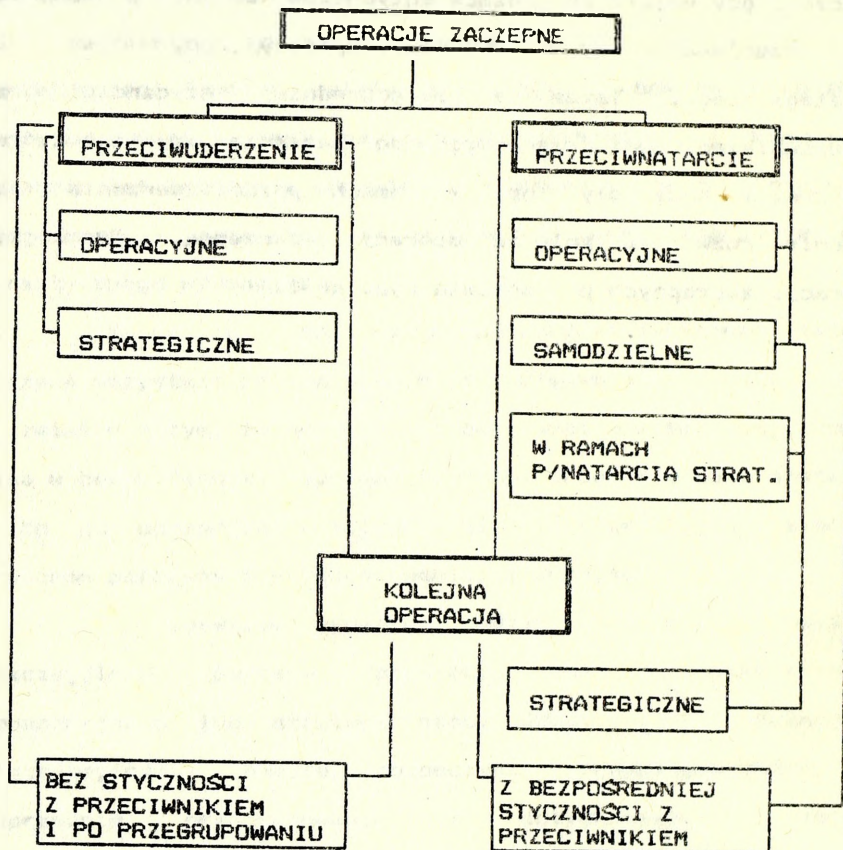 OPERACJE ZACZEPNE
PRZECIWUDERZENIE
PRZECIWNATARCIE
OPERACYJNE
OPERACYJNE
STRATEGICZNE
SAMODZIELNE
W RAMACH
P/NATARCIA STRAT.
KOLEJNA
OPERACJA
STRATEGICZNE
BEZ STYCZNOŚCI
Z PRZECIWNIKIEM
I PO PRZEGRUPOWANIU
Z BEZPOŚREDNIEJ
STYCZNOŚCI Z
PRZECIWNIKIEM